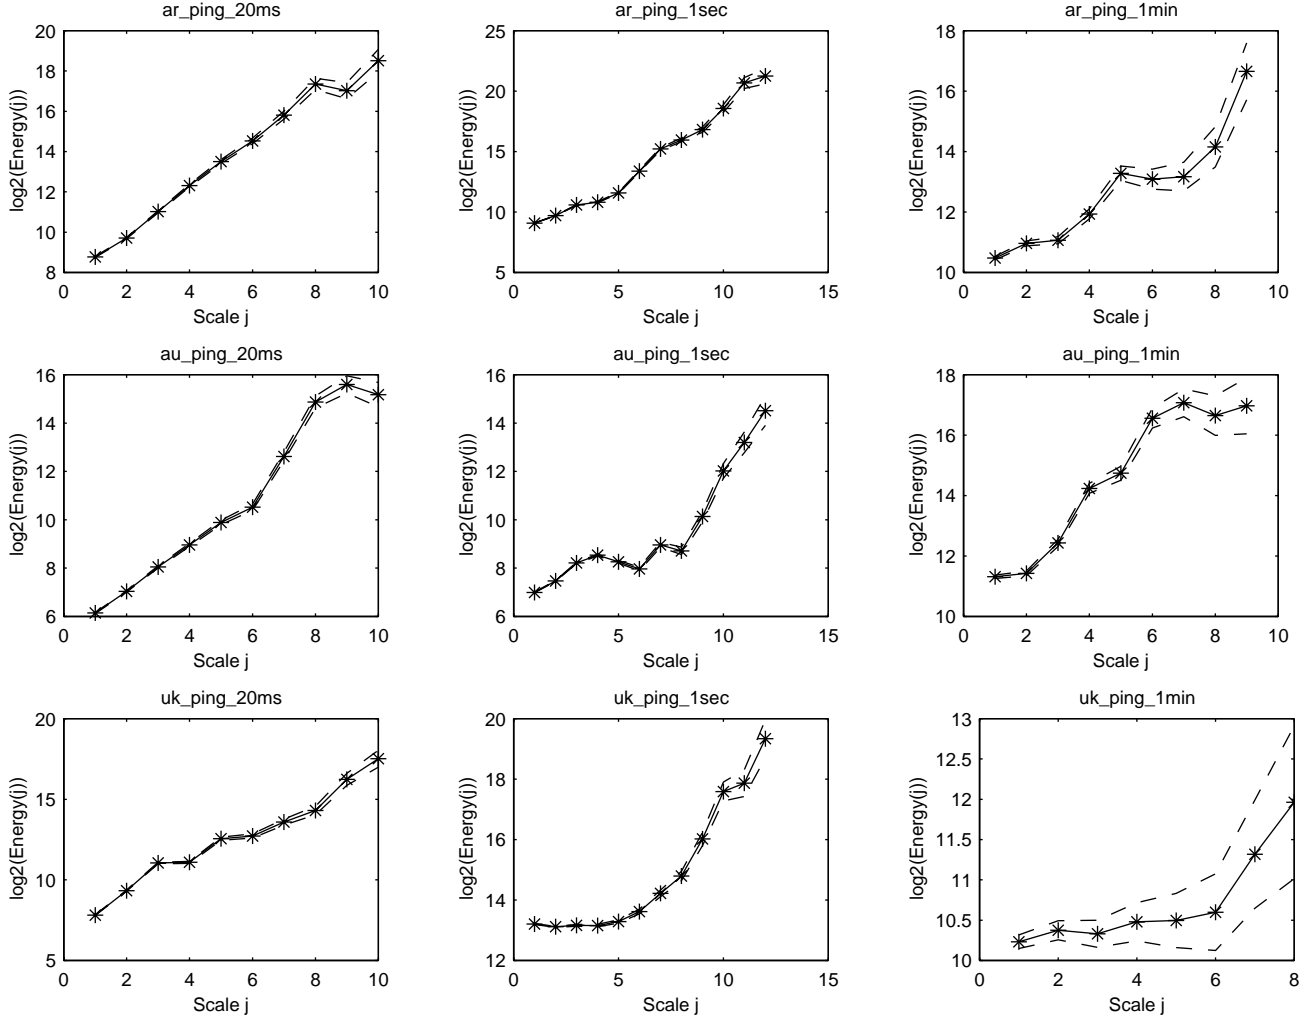 ar_ping_20ms
20
18
16
14
12
10
8
0 2 4 6 8 10
log2(Energy(j))
Scale j
ar_ping_1sec
25
20
15
10
5
0 5 10 15
log2(Energy(j))
Scale j
ar_ping_1min
18
16
14
12
10
0 2 4 6 8 10
log2(Energy(j))
Scale j
au_ping_20ms
16
14
12
10
8
6
0 2 4 6 8 10
log2(Energy(j))
Scale j
au_ping_1sec
16
14
12
10
8
6
0 5 10 15
log2(Energy(j))
Scale j
au_ping_1min
18
16
14
12
10
0 2 4 6 8 10
log2(Energy(j))
Scale j
uk_ping_20ms
20
15
10
5
0 2 4 6 8 10
log2(Energy(j))
Scale j
uk_ping_1sec
20
18
16
14
12
0 5 10 15
log2(Energy(j))
Scale j
uk_ping_1min
13
12.5
12
11.5
11
10.5
10
0 2 4 6 8
log2(Energy(j))
Scale j